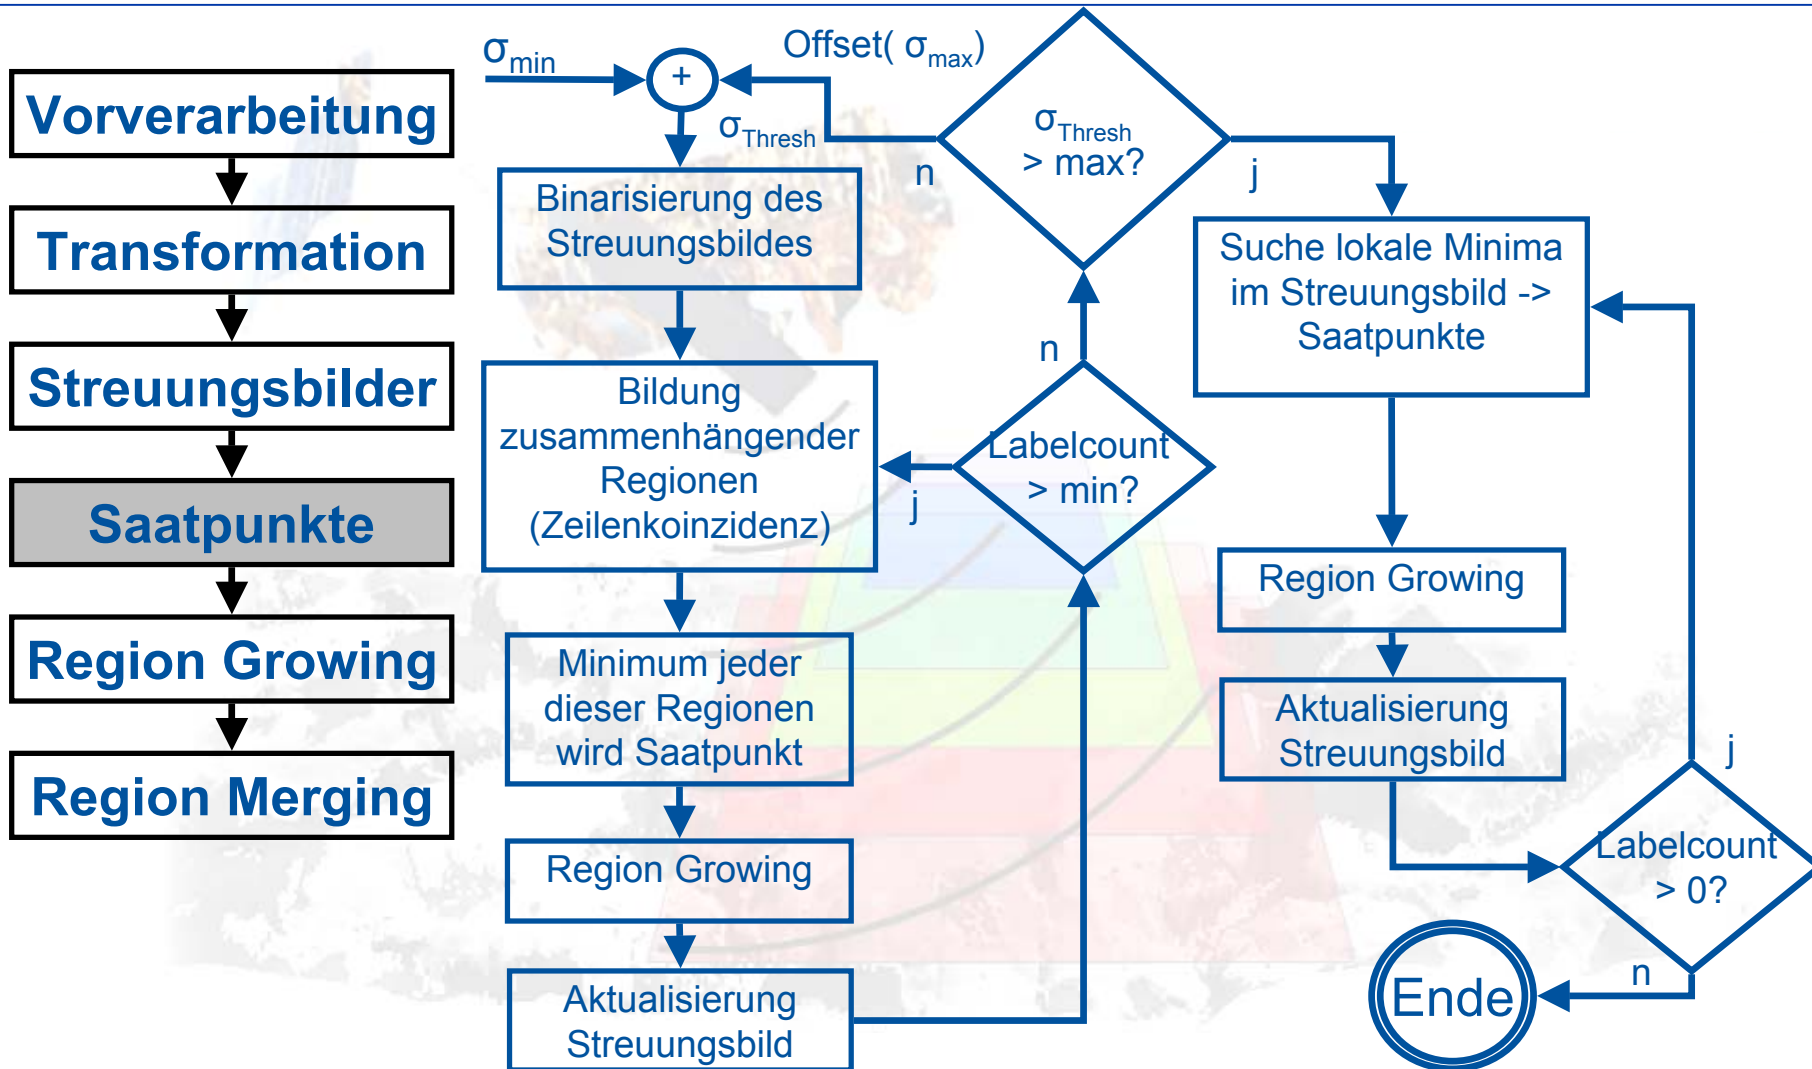 Vorverarbeitung
Transformation
Streuungsbilder
Saatpunkte
Region Growing
Region Merging
σmin
+
Offset( σmax)
σThresh
Binarisierung des
Streuungsbildes
Bildung
zusammenhängender
Regionen
(Zeilenkoinzidenz)
Minimum jeder
dieser Regionen
wird Saatpunkt
Region Growing
Aktualisierung
Streuungsbild
Labelcount
> min?
j
n
σThresh
> max?
n
j
Suche lokale Minima
im Streuungsbild ->
Saatpunkte
Region Growing
Aktualisierung
Streuungsbild
Labelcount
> 0?
j
n
Ende